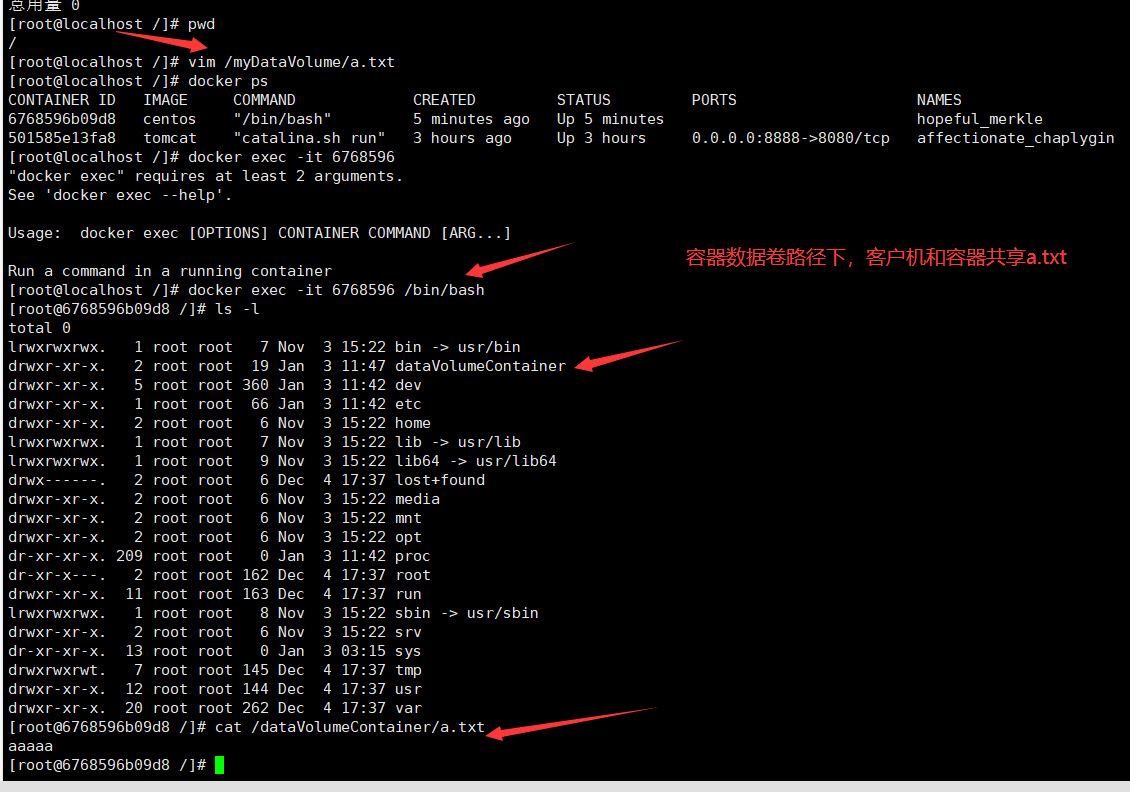 总用量 0
[root@localhost /]# pwd
/
[root@localhost /]# vim /myDataVolume/a.txt
[root@localhost /]# docker ps
CONTAINER ID   IMAGE     COMMAND             CREATED         STATUS         PORTS                    NAMES
6768596b09d8   centos    "/bin/bash"         5 minutes ago   Up 5 minutes                            hopeful_merkle
501585e13fa8   tomcat    "catalina.sh run"   3 hours ago     Up 3 hours     0.0.0.0:8888->8080/tcp   affectionate_chaplygin
[root@localhost /]# docker exec -it 6768596
"docker exec" requires at least 2 arguments.
See 'docker exec --help'.
Usage:  docker exec [OPTIONS] CONTAINER COMMAND [ARG...]
容器数据卷路径下，客户机和容器共享a.txt
Run a command in a running container
[root@localhost /]# docker exec -it 6768596 /bin/bash
[root@6768596b09d8 /]# ls -l
total 0
lrwxrwxrwx.   1 root root   7 Nov  3 15:22 bin -> usr/bin
drwxr-xr-x.   2 root root  19 Jan  3 11:47 dataVolumeContainer
drwxr-xr-x.   5 root root 360 Jan  3 11:42 dev
drwxr-xr-x.   1 root root  66 Jan  3 11:42 etc
drwxr-xr-x.   2 root root   6 Nov  3 15:22 home
lrwxrwxrwx.   1 root root   7 Nov  3 15:22 lib -> usr/lib
lrwxrwxrwx.   1 root root   9 Nov  3 15:22 lib64 -> usr/lib64
drwx------.   2 root root   6 Dec  4 17:37 lost+found
drwxr-xr-x.   2 root root   6 Nov  3 15:22 media
drwxr-xr-x.   2 root root   6 Nov  3 15:22 mnt
drwxr-xr-x.   2 root root   6 Nov  3 15:22 opt
dr-xr-xr-x. 209 root root   0 Jan  3 11:42 proc
dr-xr-x---.   2 root root 162 Dec  4 17:37 root
drwxr-xr-x.  11 root root 163 Dec  4 17:37 run
lrwxrwxrwx.   1 root root   8 Nov  3 15:22 sbin -> usr/sbin
drwxr-xr-x.   2 root root   6 Nov  3 15:22 srv
dr-xr-xr-x.  13 root root   0 Jan  3 03:15 sys
drwxrwxrwt.   7 root root 145 Dec  4 17:37 tmp
drwxr-xr-x.  12 root root 144 Dec  4 17:37 usr
drwxr-xr-x.  20 root root 262 Dec  4 17:37 var
[root@6768596b09d8 /]# cat /dataVolumeContainer/a.txt
aaaaa
[root@6768596b09d8 /]#